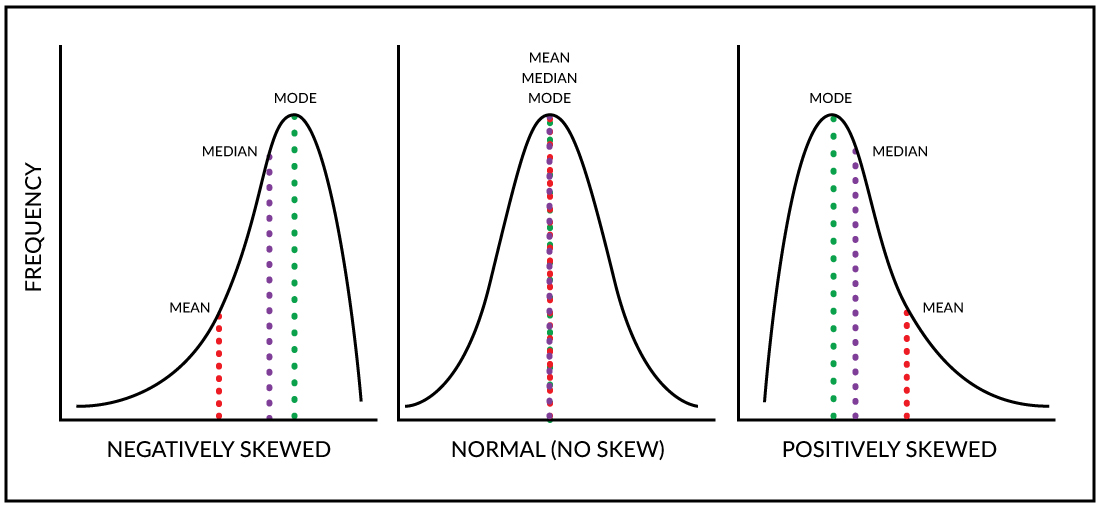 FREQUENCY
MODE
MEDIAN
MEAN
NEGATIVELY SKEWED
MEAN
MEDIAN
MODE
NORMAL (NO SKEW)
MODE
MEDIAN
MEAN
POSITIVELY SKEWED